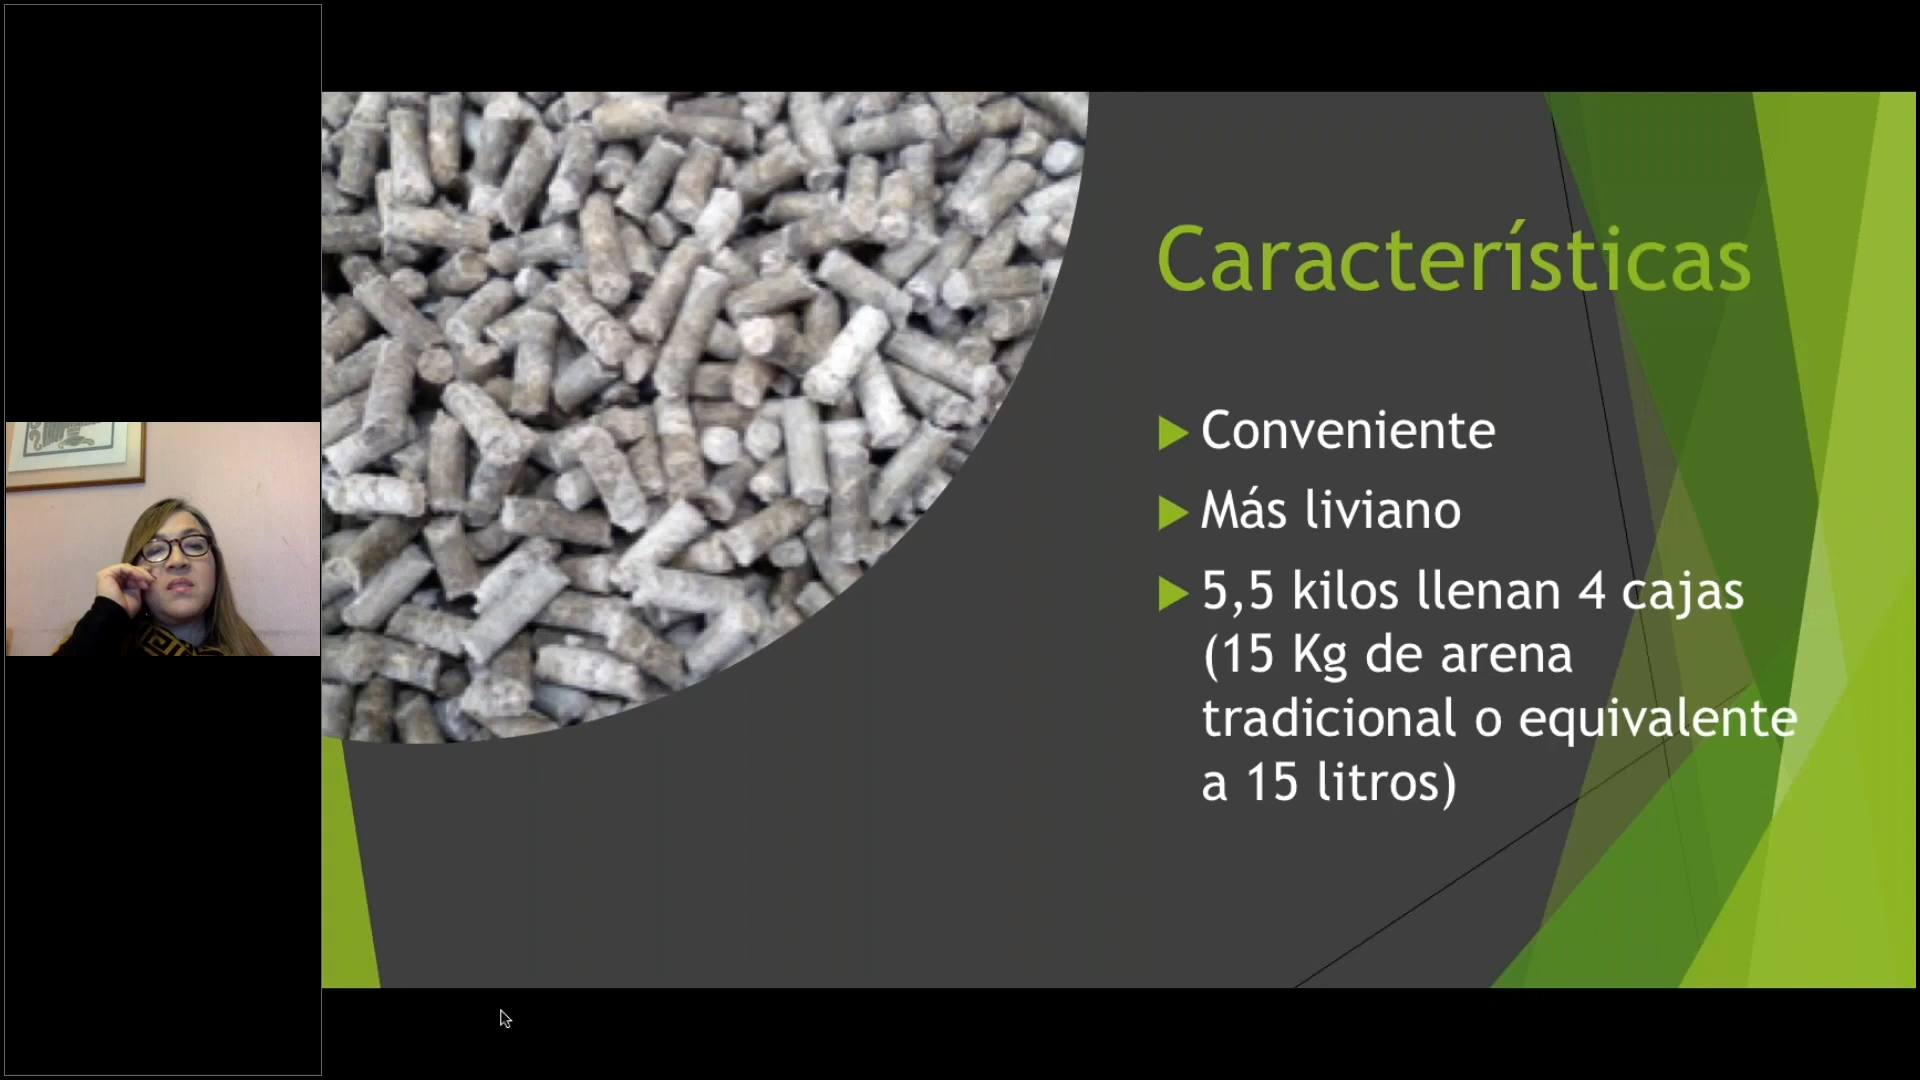 Características
Conveniente
Más liviano
5,5 kilos llenan 4 cajas
(15 Kg de arena
tradicional o equivalente
a 15 litros)